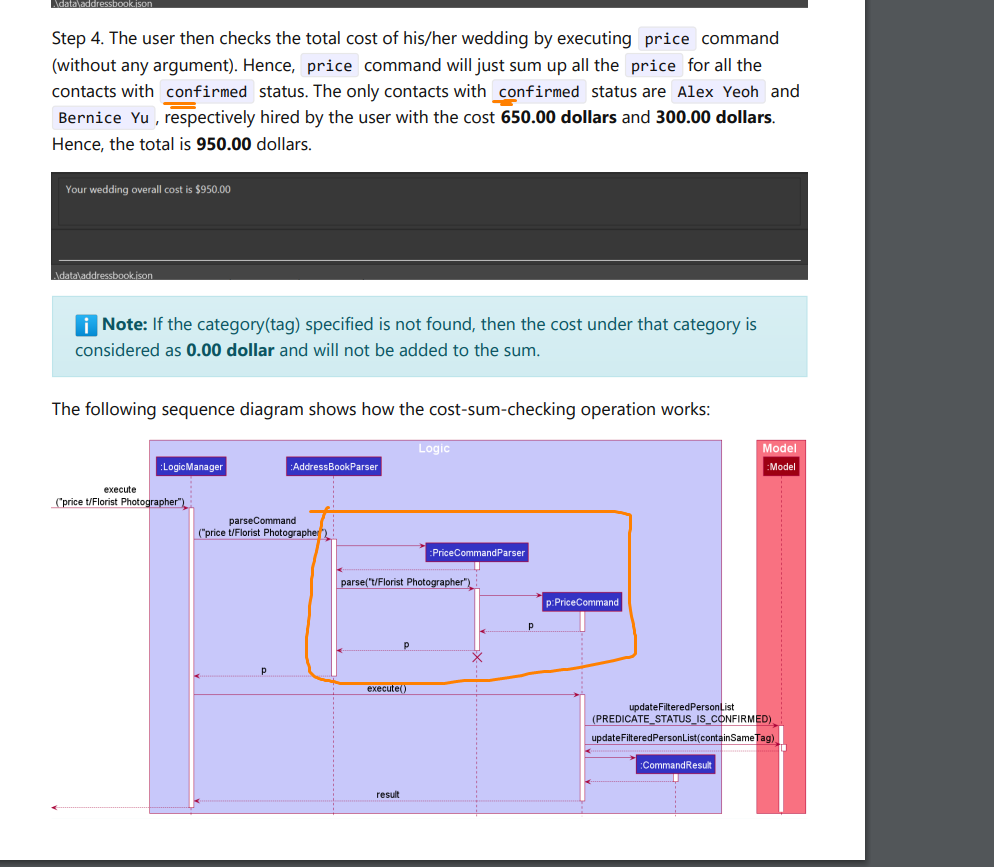 .\data\addressbook.json
Step 4. The user then checks the total cost of his/her wedding by executing price command
(without any argument). Hence, price command will just sum up all the price for all the
contacts with confirmed status. The only contacts with confirmed status are Alex Yeoh and
Bernice Yu , respectively hired by the user with the cost 650.00 dollars and 300.00 dollars.
Hence, the total is 950.00 dollars.
Your wedding overall cost is $950.00
.\data\addressbook.json
i Note: If the category(tag) specified is not found, then the cost under that category is
considered as 0.00 dollar and will not be added to the sum.
The following sequence diagram shows how the cost-sum-checking operation works:
Logic
Model
:LogicManager
:AddressBookParser
:Model
execute
("price t/Florist Photographer")
parseCommand
("price t/Florist Photographer")
:PriceCommandParser
parse("t/Florist Photographer")
p:PriceCommand
p
p
p
execute()
updateFilteredPersonList
(PREDICATE_STATUS_IS_CONFIRMED)
updateFilteredPersonList(containSameTag)
:CommandResult
result